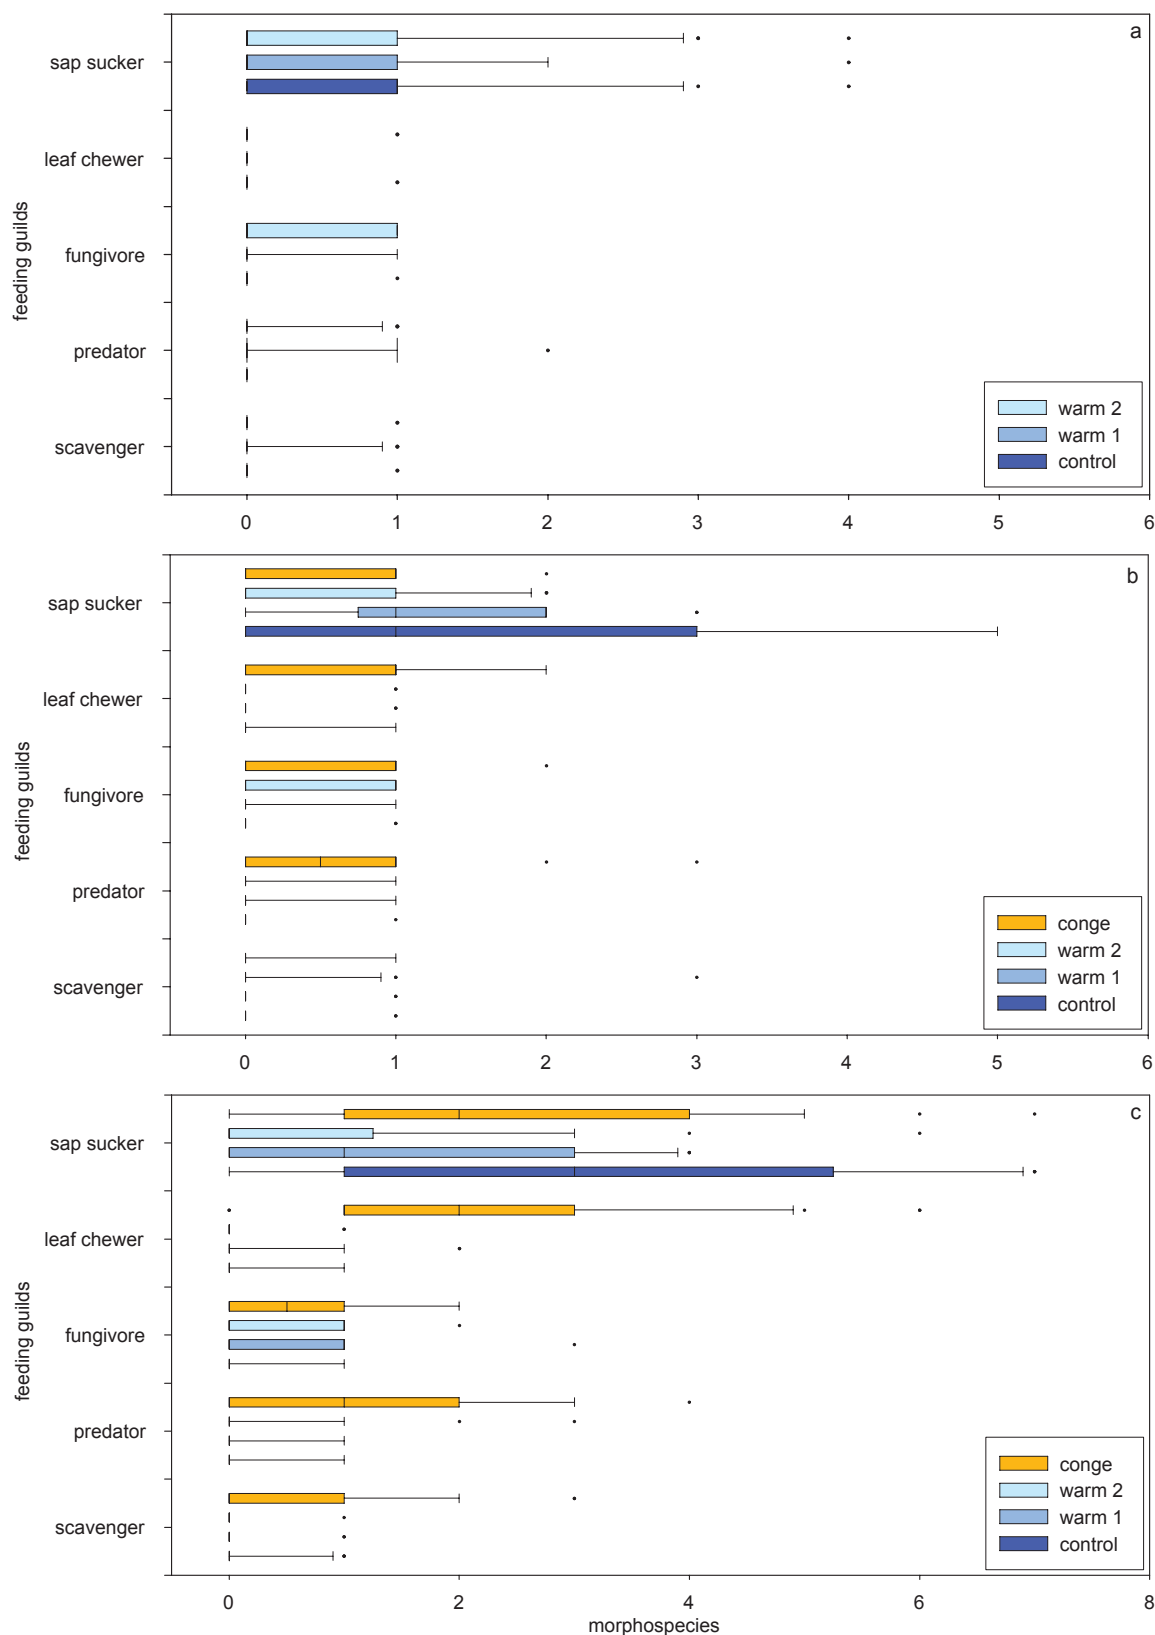 a
sap sucker
leaf chewer
fungivore
predator
scavenger
feeding guilds
warm 2
warm 1
control
0 1 2 3 4 5 6
b
sap sucker
leaf chewer
fungivore
predator
scavenger
feeding guilds
conge
warm 2
warm 1
control
0 1 2 3 4 5 6
c
sap sucker
leaf chewer
fungivore
predator
scavenger
feeding guilds
conge
warm 2
warm 1
control
0 2 4 6 8
morphospecies